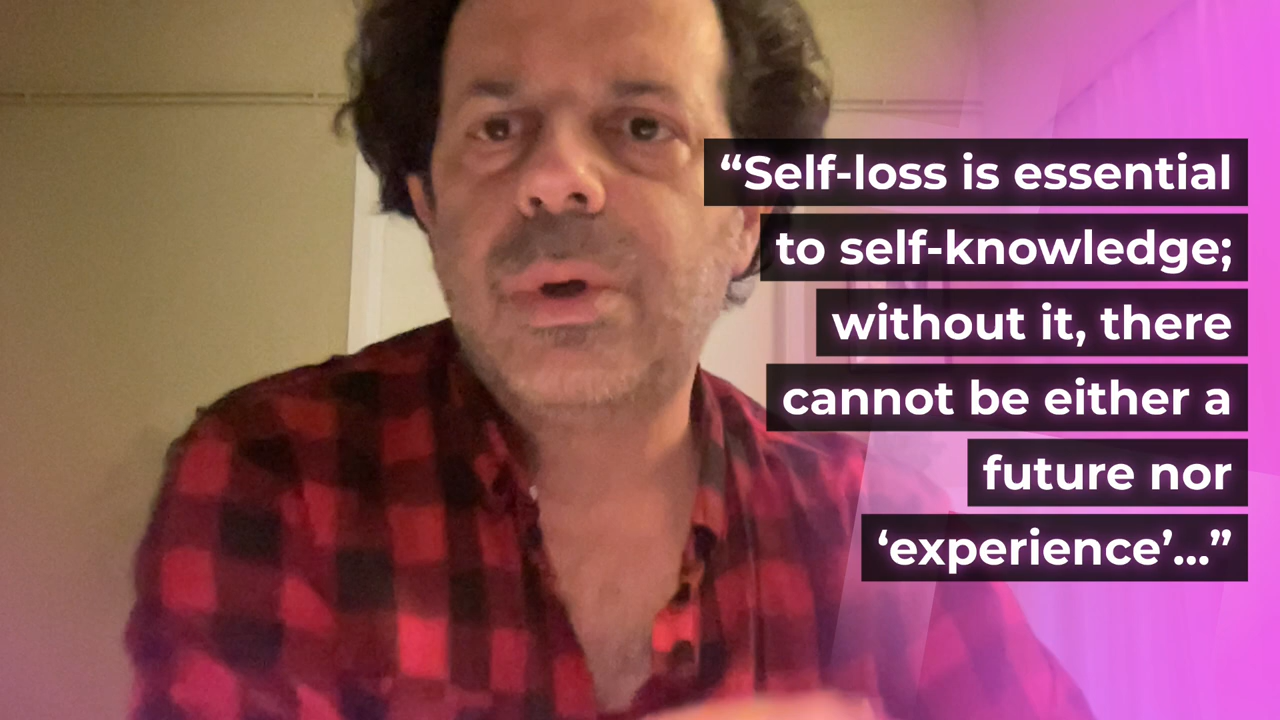 “Self-loss is essential
to self-knowledge;
without it, there
cannot be either a
future nor
‘experience’...”